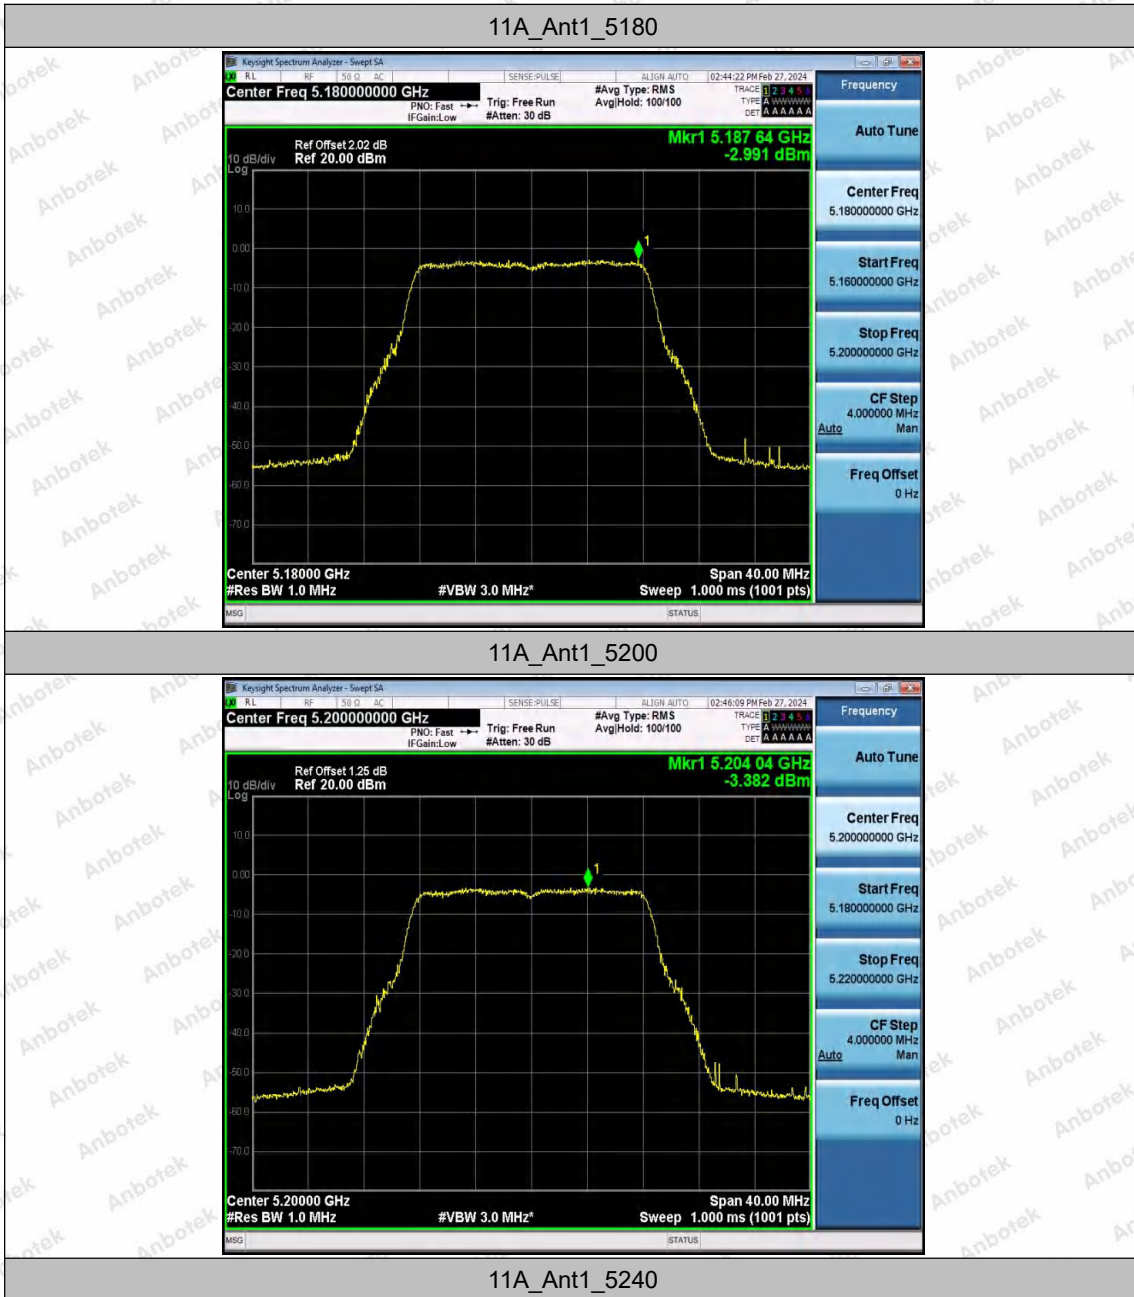 11A_Ant1_5180
Keysight Spectrum Analyzer - Swept SA
RL RF 50 Ω AC SENSE:PULSE ALIGN AUTO 02:44:22 PM Feb 27, 2024
Center Freq 5.180000000 GHz
PNO: Fast
IFGain:Low
Trig: Free Run
#Atten: 30 dB
#Avg Type: RMS
Avg|Hold: 100/100
TRACE 1 2 3 4 5 6
TYPE A WWWWW
DET A A A A A A
Frequency
Mkr1 5.187 64 GHz
-2.991 dBm
Ref Offset 2.02 dB
10 dB/div Ref 20.00 dBm
Log
10.0
0.00
-10.0
-20.0
-30.0
-40.0
-50.0
-60.0
-70.0
1
Center 5.18000 GHz Span 40.00 MHz
#Res BW 1.0 MHz #VBW 3.0 MHz* Sweep 1.000 ms (1001 pts)
MSG STATUS
Auto Tune
Center Freq
5.180000000 GHz
Start Freq
5.160000000 GHz
Stop Freq
5.200000000 GHz
CF Step
4.000000 MHz
Auto Man
Freq Offset
0 Hz
11A_Ant1_5200
Keysight Spectrum Analyzer - Swept SA
RL RF 50 Ω AC SENSE:PULSE ALIGN AUTO 02:46:09 PM Feb 27, 2024
Center Freq 5.200000000 GHz
PNO: Fast
IFGain:Low
Trig: Free Run
#Atten: 30 dB
#Avg Type: RMS
Avg|Hold: 100/100
TRACE 1 2 3 4 5 6
TYPE A WWWWW
DET A A A A A A
Frequency
Mkr1 5.204 04 GHz
-3.382 dBm
Ref Offset 1.25 dB
10 dB/div Ref 20.00 dBm
Log
10.0
0.00
-10.0
-20.0
-30.0
-40.0
-50.0
-60.0
-70.0
1
Center 5.20000 GHz Span 40.00 MHz
#Res BW 1.0 MHz #VBW 3.0 MHz* Sweep 1.000 ms (1001 pts)
MSG STATUS
Auto Tune
Center Freq
5.200000000 GHz
Start Freq
5.180000000 GHz
Stop Freq
5.220000000 GHz
CF Step
4.000000 MHz
Auto Man
Freq Offset
0 Hz
11A_Ant1_5240
Anbotek